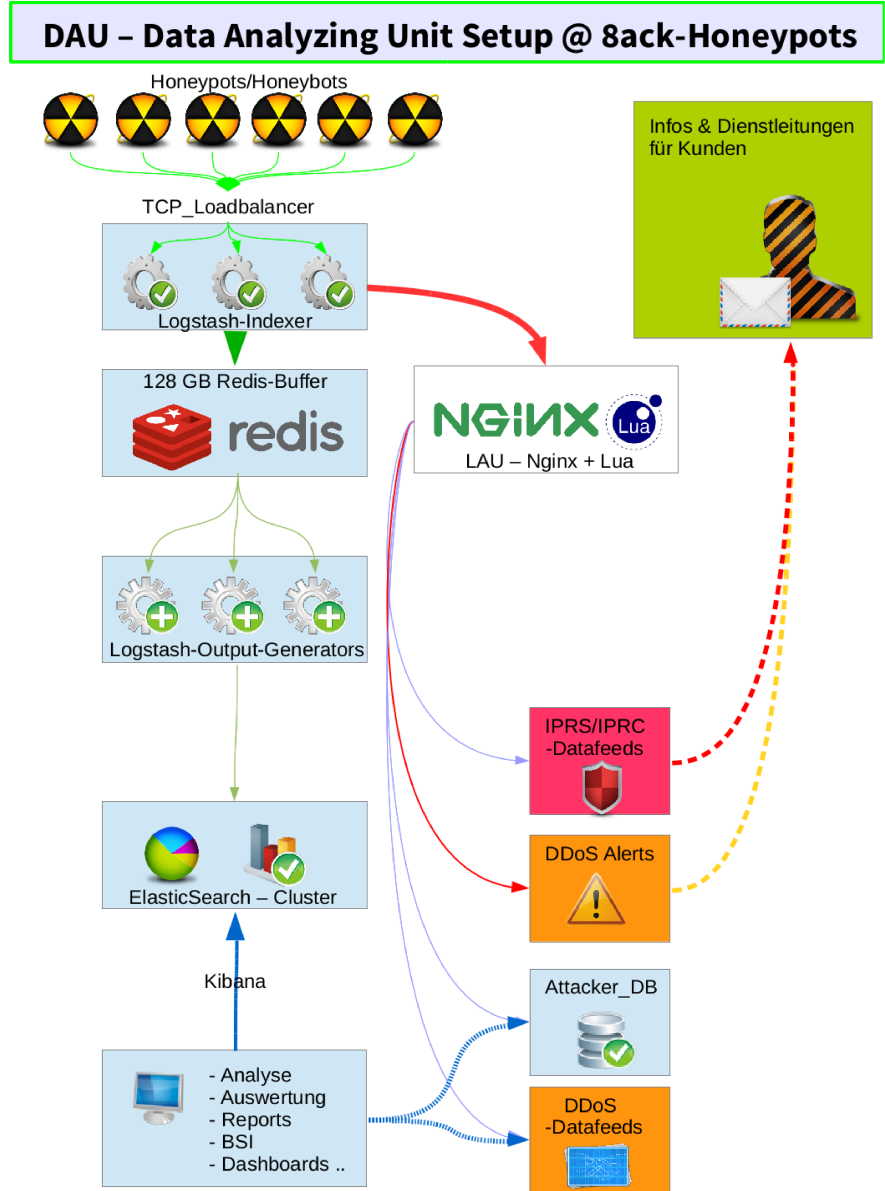 DAU – Data Analyzing Unit Setup @ 8ack-Honeypots
Honeypots/Honeybots
TCP_Loadbalancer
Logstash-Indexer
Infos & Dienstleitungen
für Kunden
128 GB Redis-Buffer
redis
NGiNX
Lua
LAU – Nginx + Lua
Logstash-Output-Generators
IPRS/IPRC
-Datafeeds
DDoS Alerts
ElasticSearch – Cluster
Kibana
Attacker_DB
- Analyse
- Auswertung
- Reports
- BSI
- Dashboards ..
DDoS
-Datafeeds